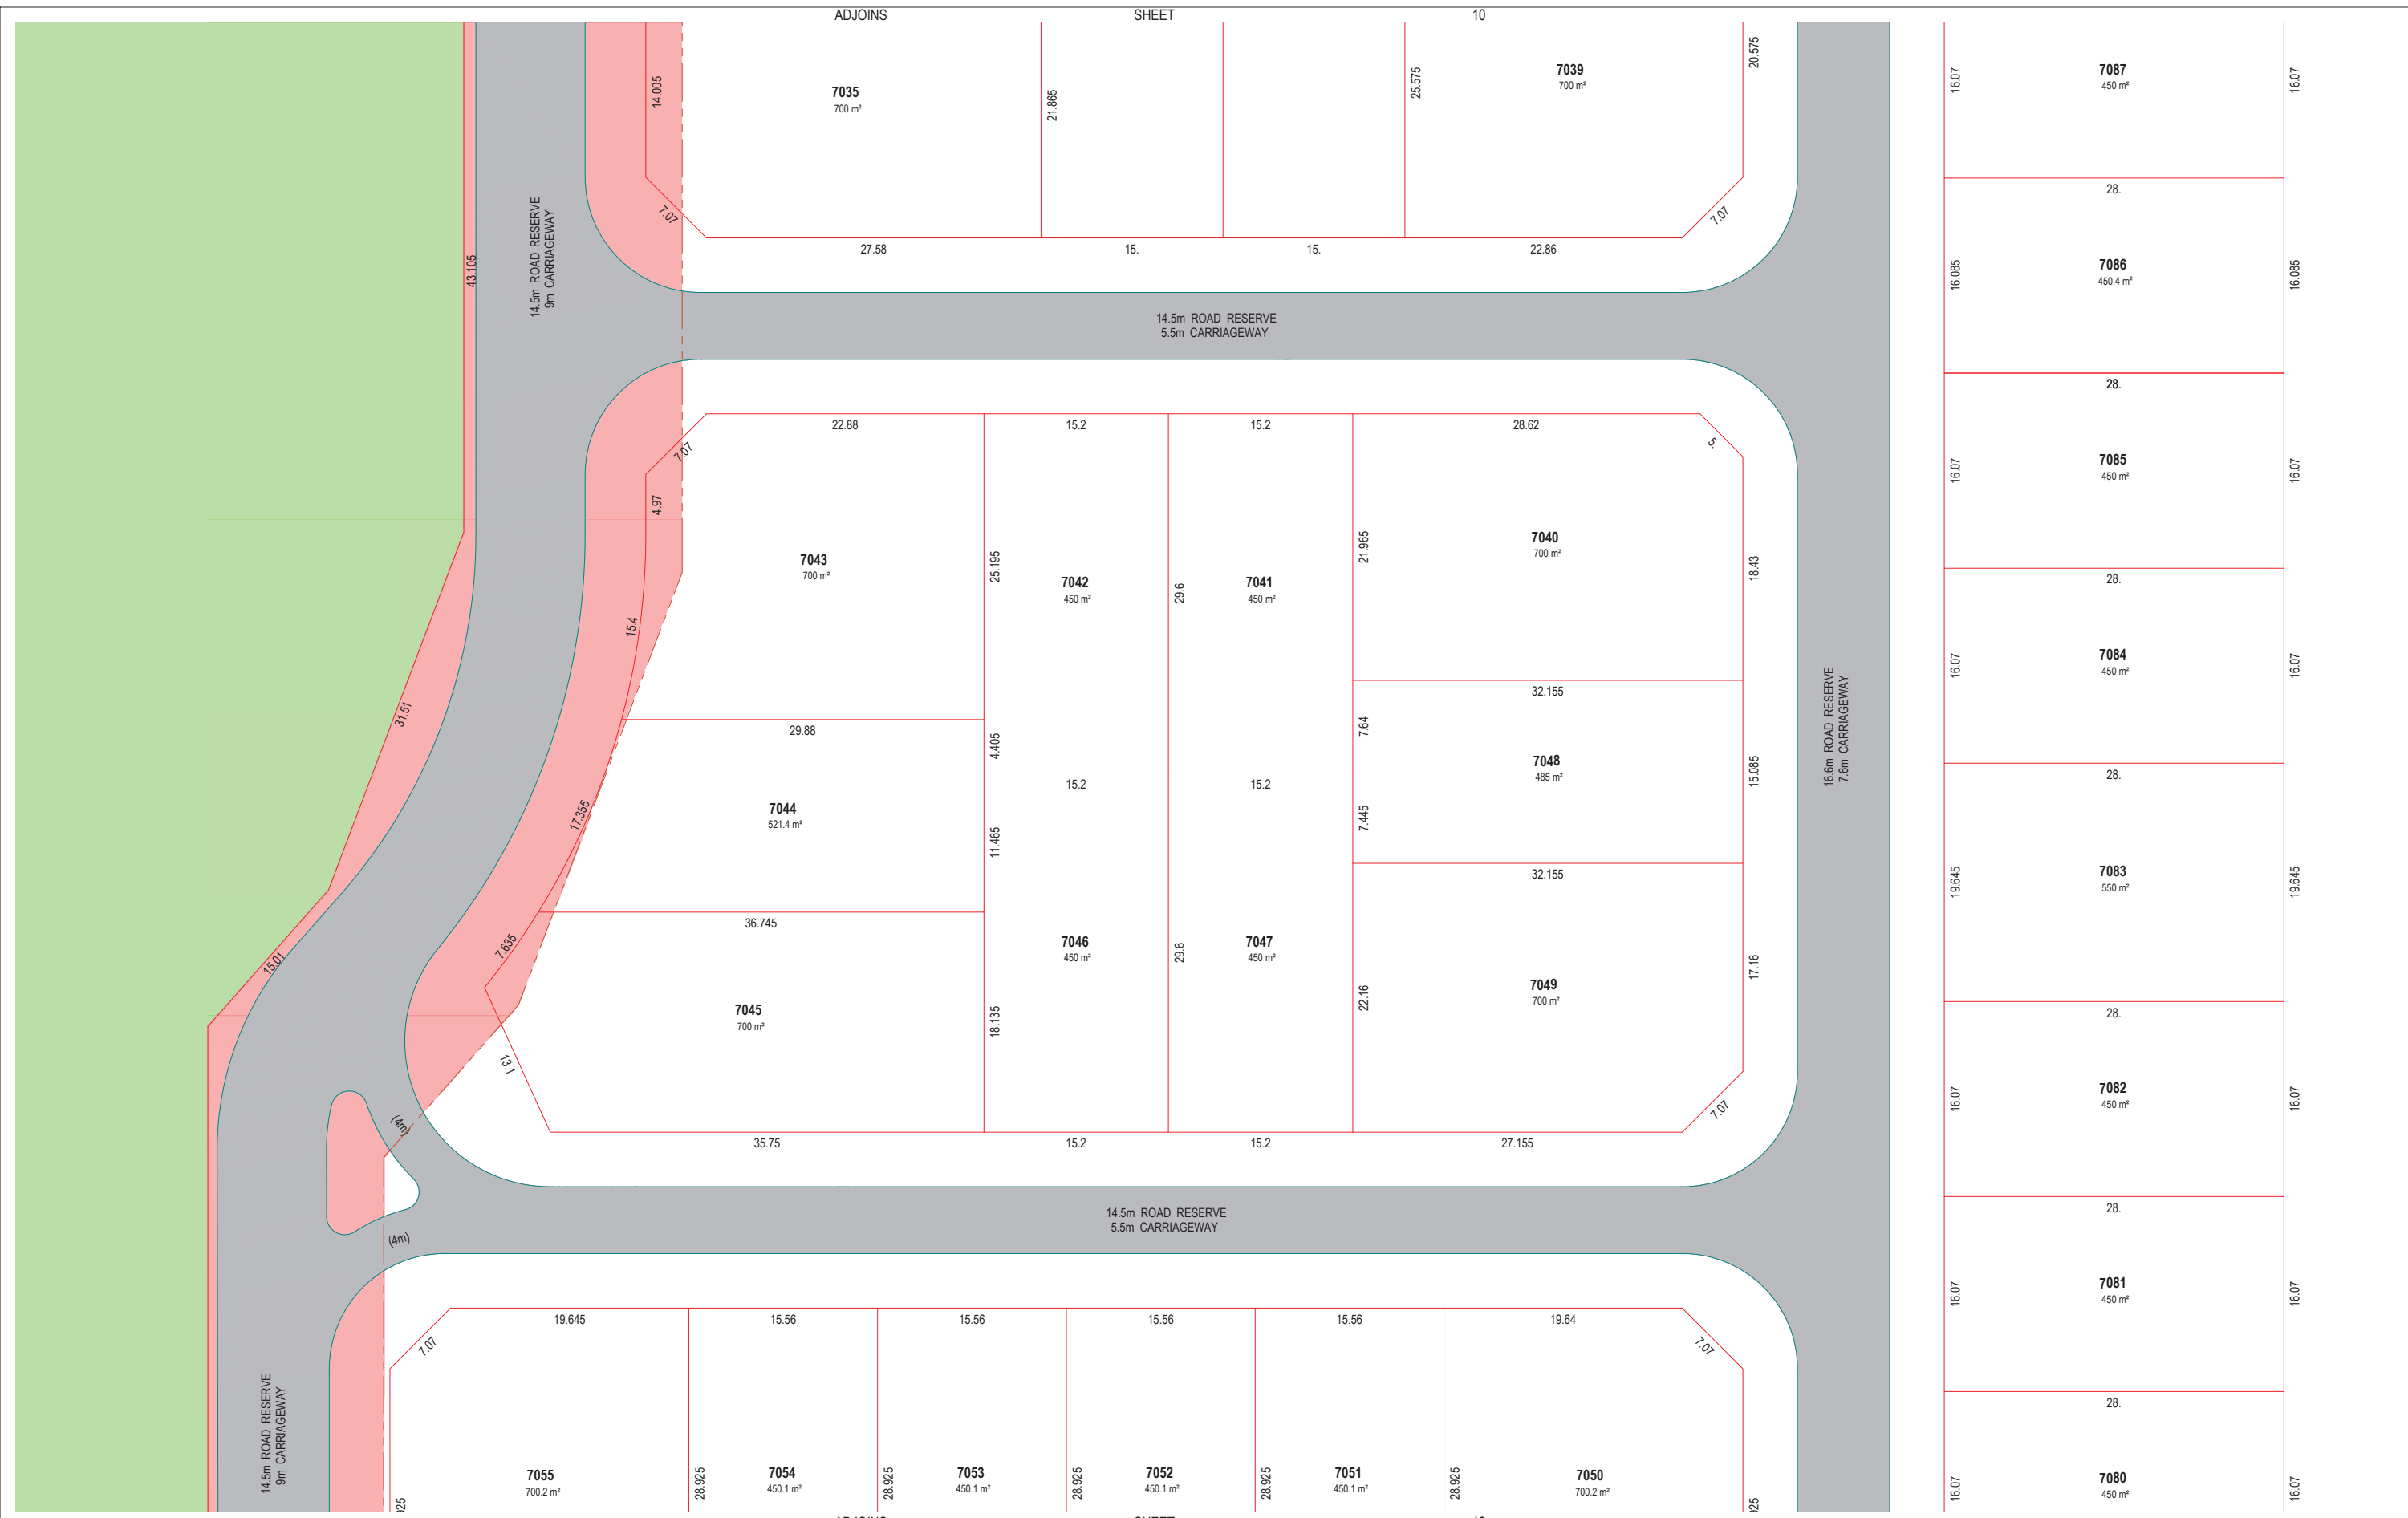 ADJOINS SHEET 10
14.005
7035
700 m²
21.865
25.575
7039
700 m²
20.575
16.07
7087
450 m²
16.07
7.07
27.58
15.
15.
22.86
7.07
28.
43.105
14.5m ROAD RESERVE
9m CARRIAGEWAY
16.085
7086
450.4 m²
16.085
14.5m ROAD RESERVE
5.5m CARRIAGEWAY
28.
7.07
22.88
15.2
15.2
28.62
5.
4.97
7043
700 m²
25.195
7042
450 m²
29.6
7041
450 m²
21.965
7040
700 m²
18.43
16.07
7085
450 m²
16.07
28.
15.4
31.51
29.88
4.405
7.64
32.155
16.6m ROAD RESERVE
7.6m CARRIAGEWAY
16.07
7084
450 m²
16.07
28.
17.355
7044
521.4 m²
11.465
15.2
15.2
7.445
7048
485 m²
15.085
32.155
19.645
7083
550 m²
19.645
28.
15.01
7.635
36.745
7045
700 m²
18.135
7046
450 m²
29.6
7047
450 m²
22.16
7049
700 m²
17.16
13.1
(4m)
35.75
15.2
15.2
27.155
7.07
16.07
7082
450 m²
16.07
28.
(4m)
14.5m ROAD RESERVE
5.5m CARRIAGEWAY
16.07
7081
450 m²
16.07
28.
7.07
19.645
15.56
15.56
15.56
15.56
19.64
7.07
14.5m ROAD RESERVE
9m CARRIAGEWAY
7055
700.2 m²
28.925
7054
450.1 m²
28.925
7053
450.1 m²
28.925
7052
450.1 m²
28.925
7051
450.1 m²
28.925
7050
700.2 m²
16.07
7080
450 m²
16.07